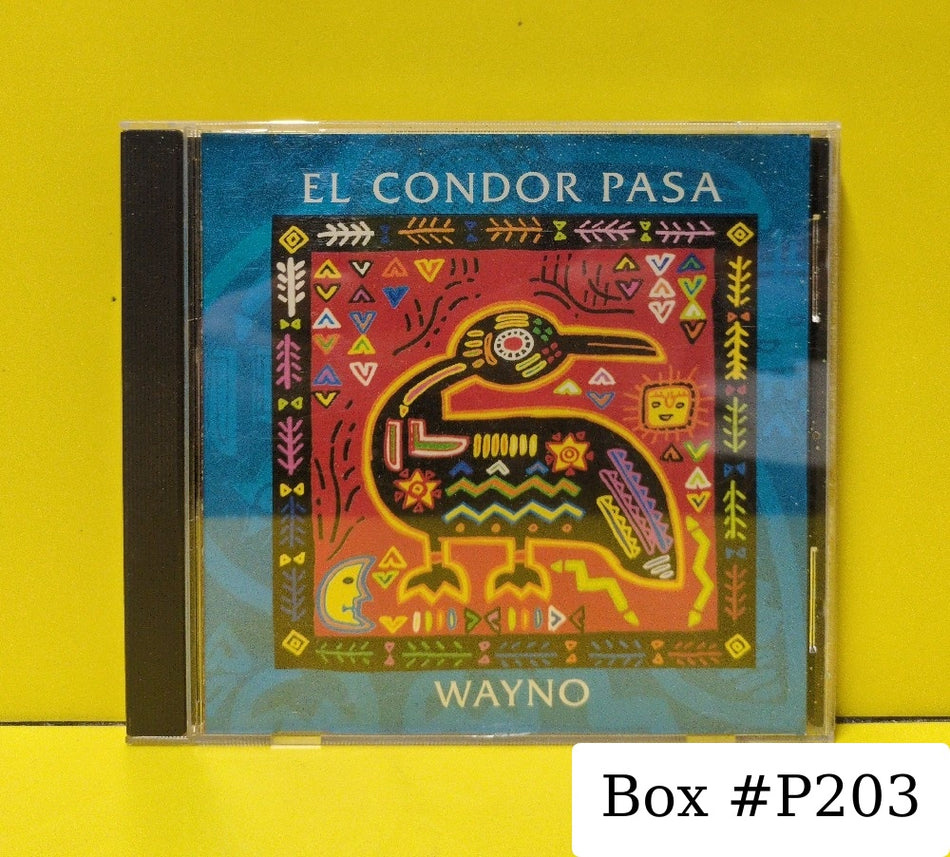 EL CONDOR PASA
WAYNO
Box #P203